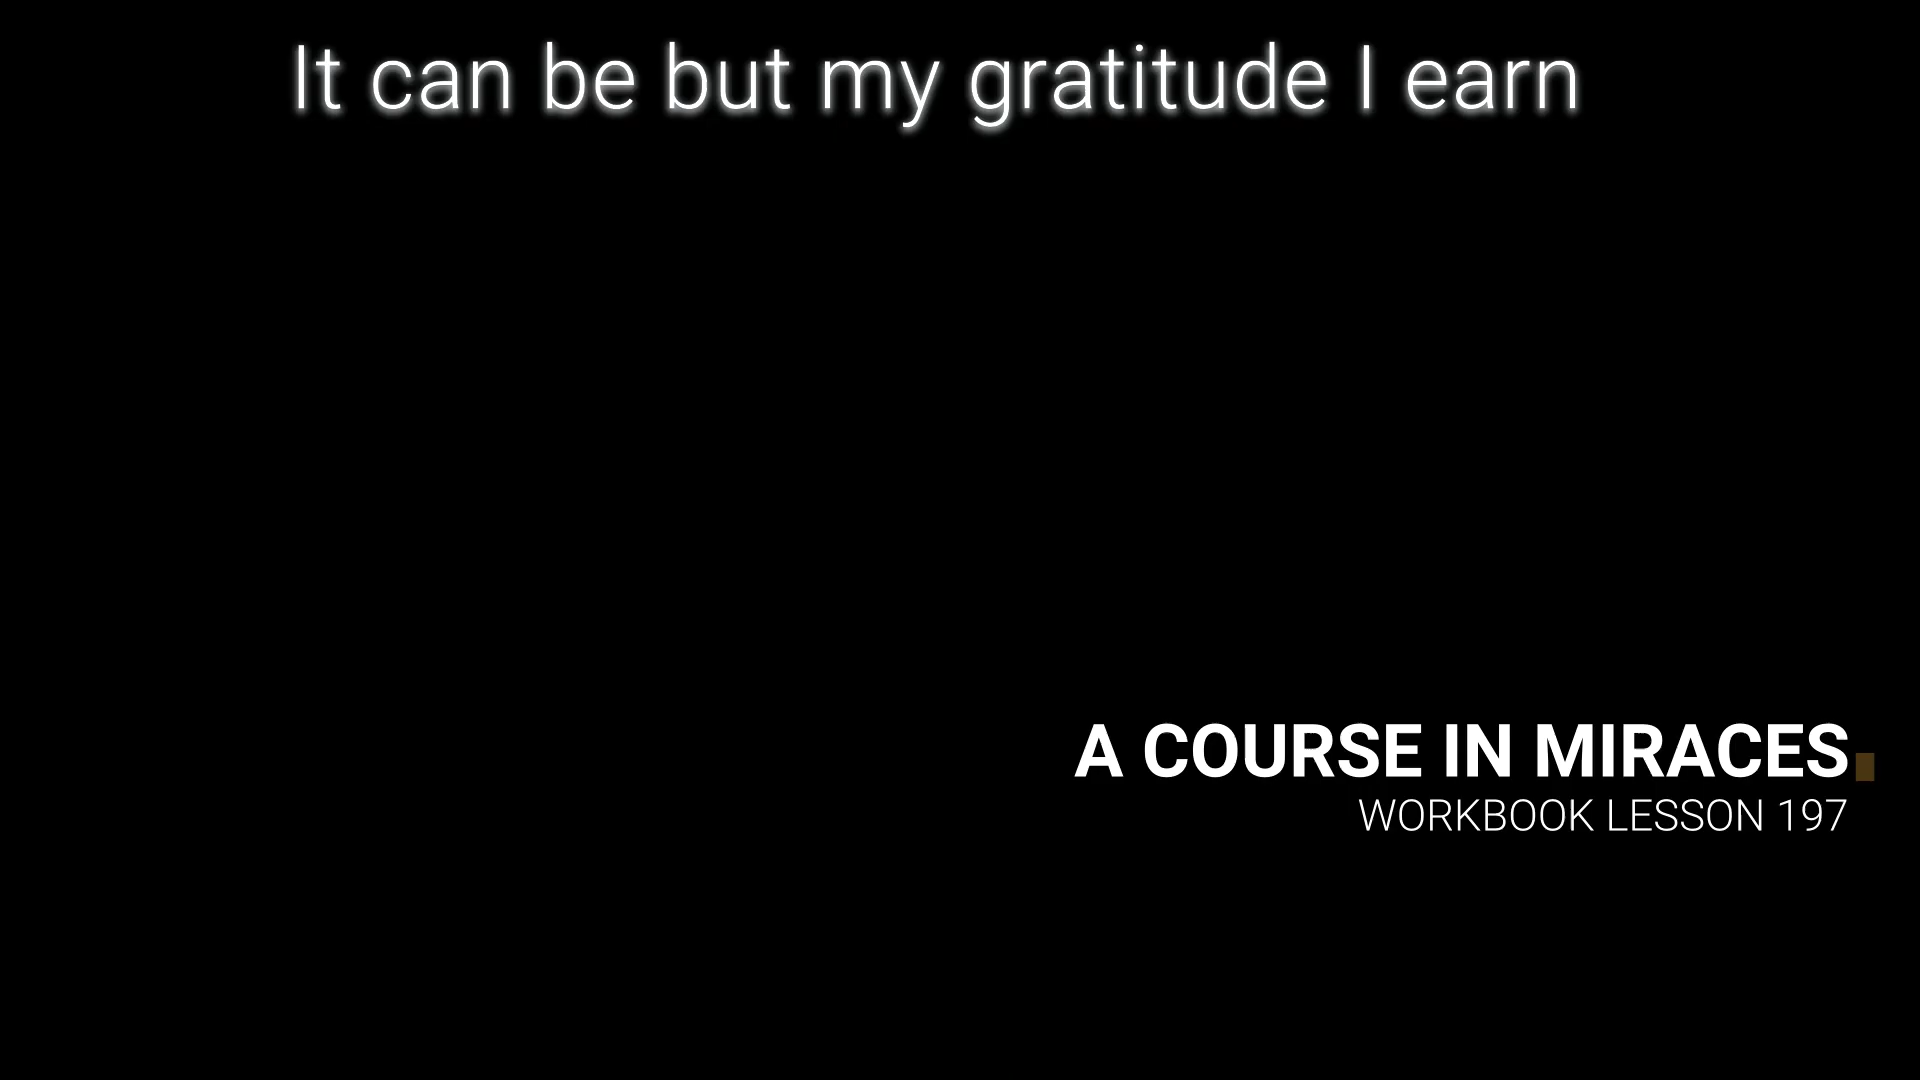 It can be but my gratitude I earn
A COURSE IN MIRACES
WORKBOOK LESSON 197